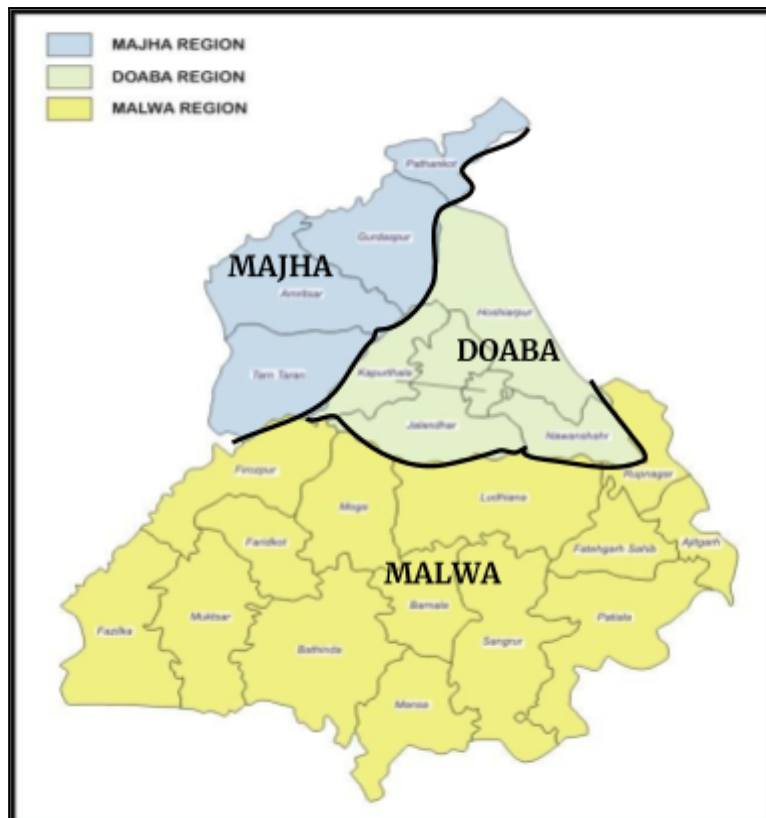 MAJHA REGION
DOABA REGION
MALWA REGION
Pathankot
Gurdaspur
MAJHA
Amritsar
Hoshiarpur
DOABA
Tarn Taran
Kapurthala
Jalandhar
Nawanshahr
Firozpur
Rupnagar
Moga
Ludhiana
Faridkot
Fatehgarh Sahib
Ajitgarh
MALWA
Barnala
Fazilka
Muktsar
Patiala
Bathinda
Sangrur
Mansa